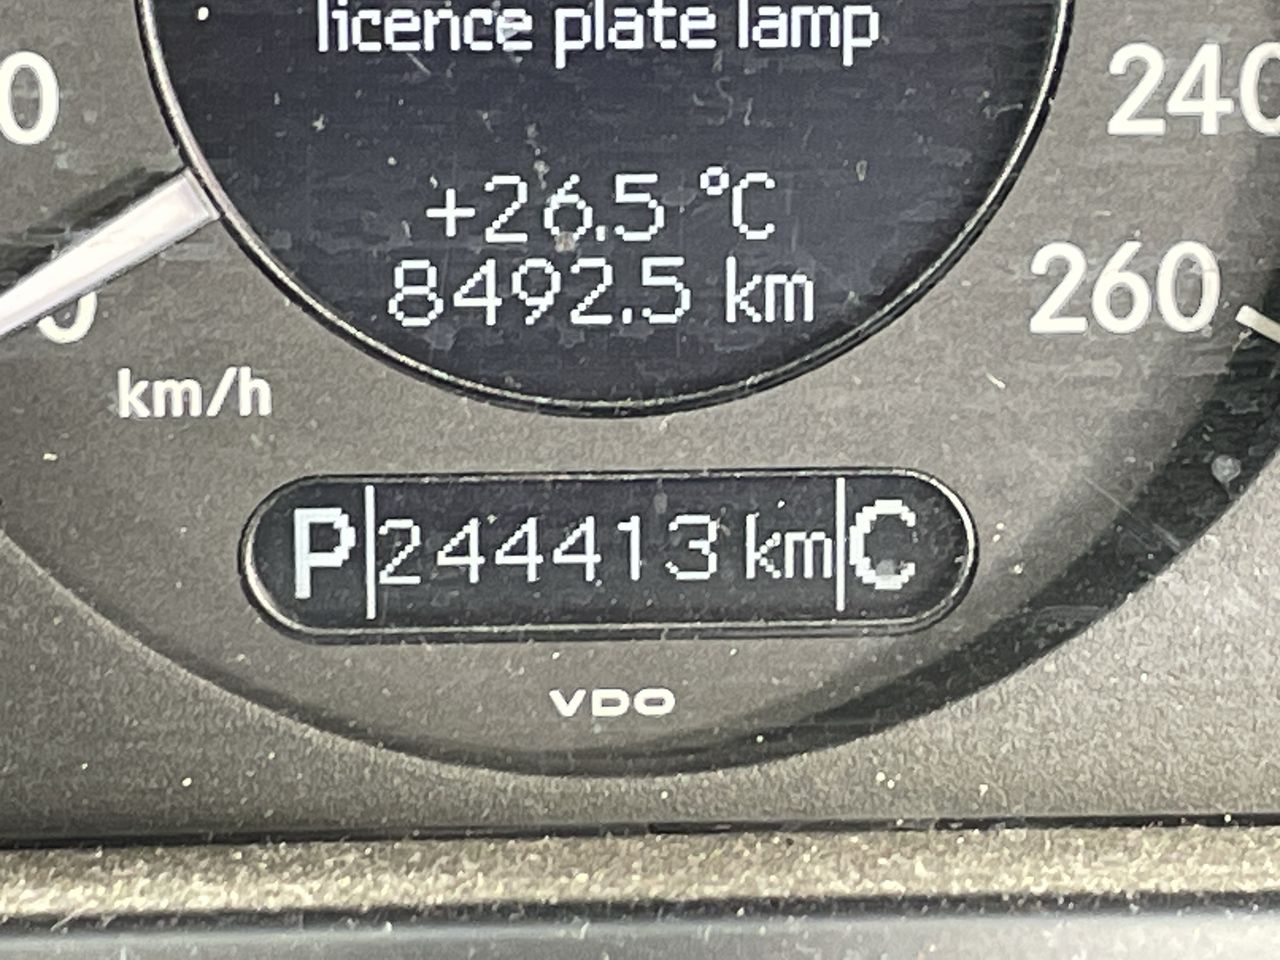 licence plate lamp
240
+26.5 °C
8492.5 km
260
km/h
P 244413 km C
VDO